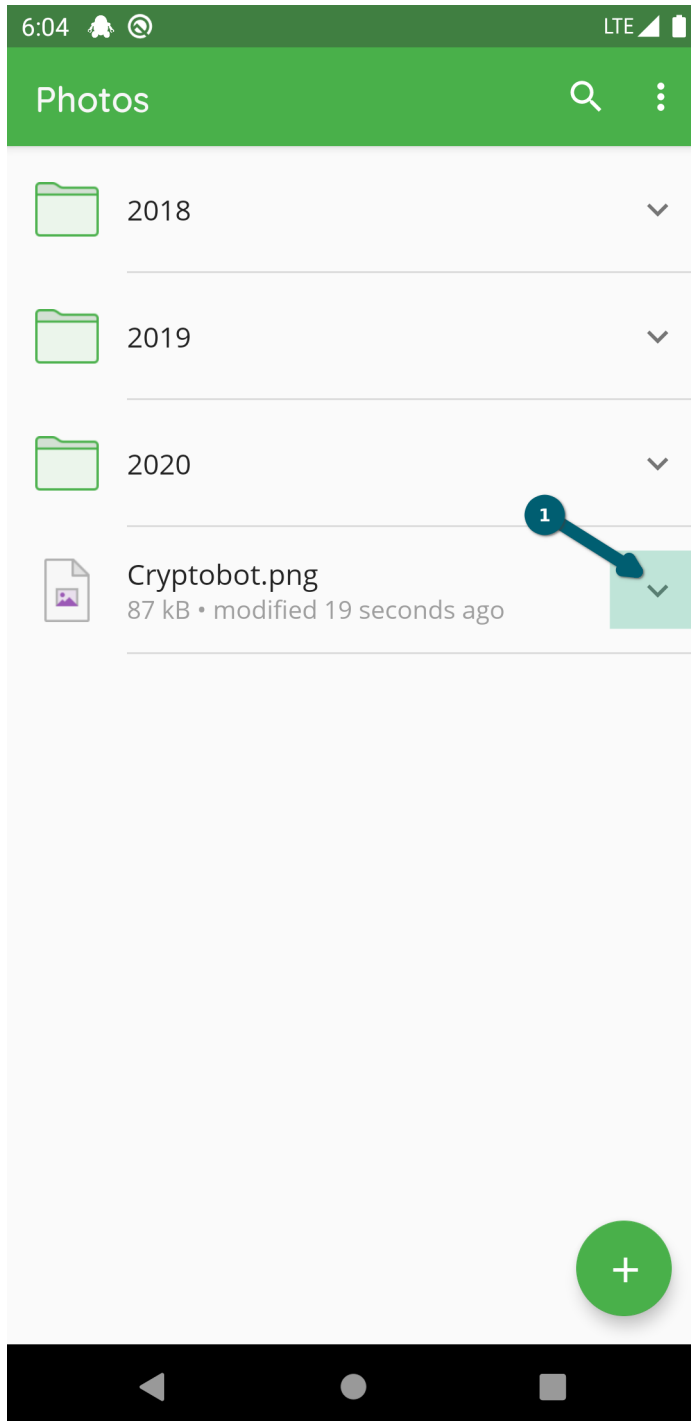 6:04 LTE
Photos
2018
2019
2020
1
Cryptobot.png
87 kB • modified 19 seconds ago